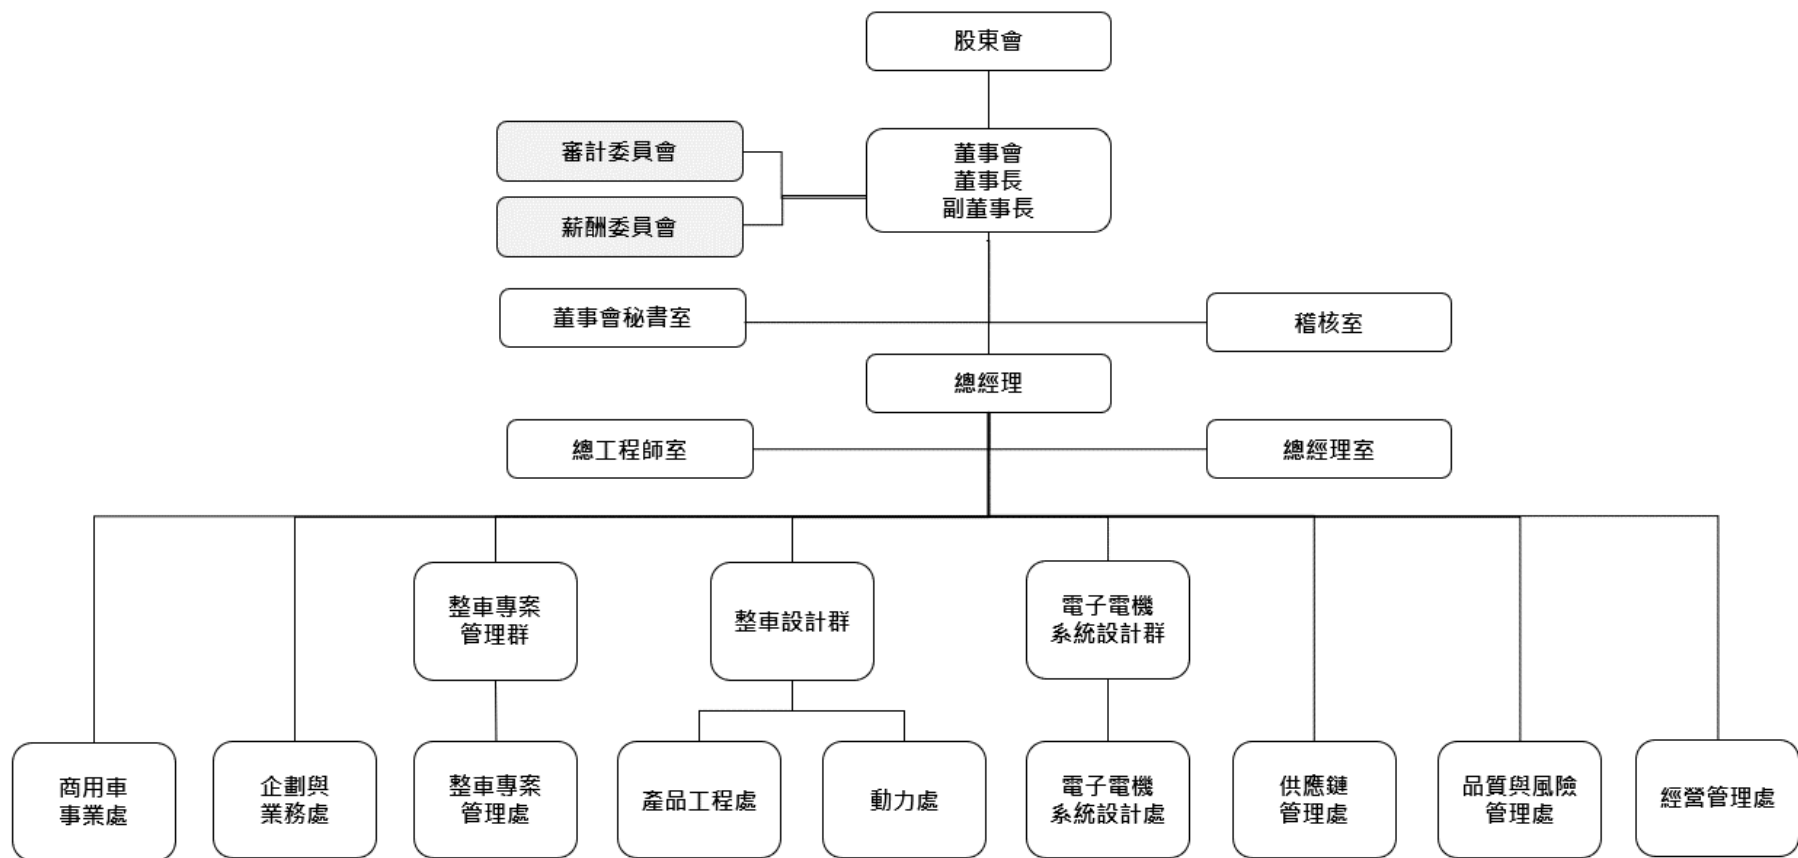 股東會
審計委員會
董事會
董事長
副董事長
薪酬委員會
董事會秘書室
稽核室
總經理
總工程師室
總經理室
整車專案
管理群
整車設計群
電子電機
系統設計群
商用車
事業處
企劃與
業務處
整車專案
管理處
產品工程處
動力處
電子電機
系統設計處
供應鏈
管理處
品質與風險
管理處
經營管理處